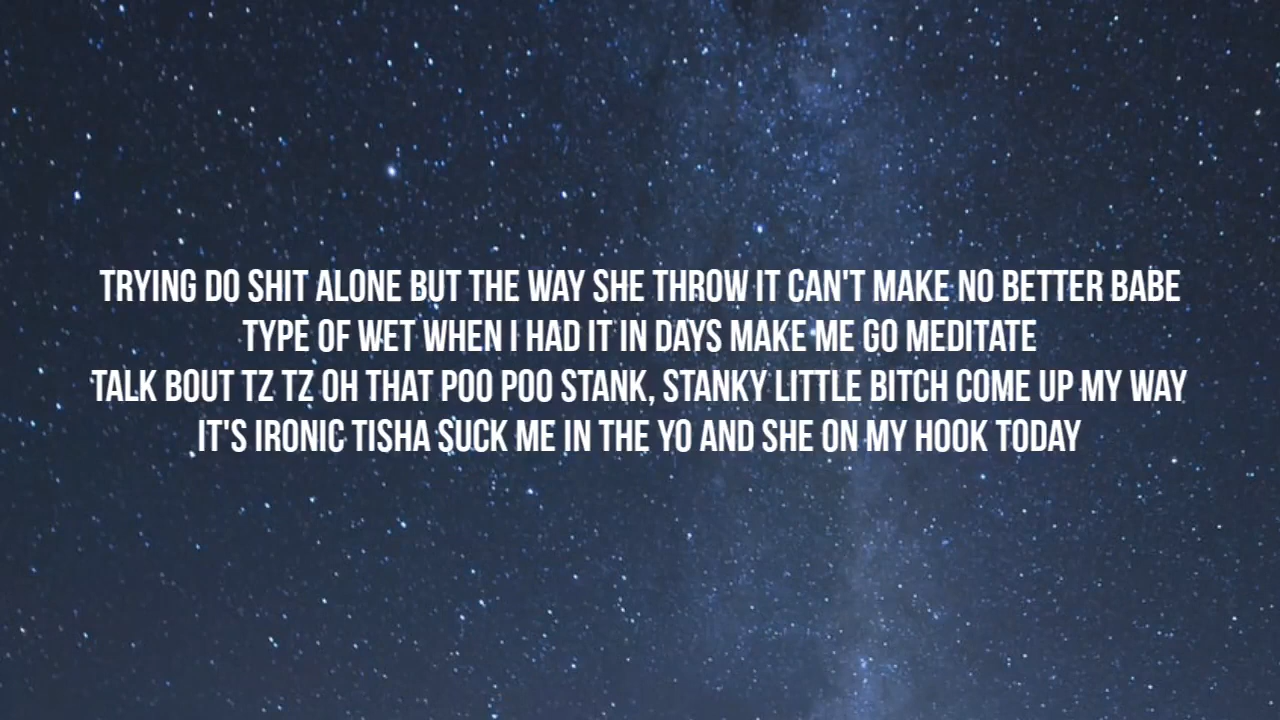 TRYING DO SHIT ALONE BUT THE WAY SHE THROW IT CAN'T MAKE NO BETTER BABE
TYPE OF WET WHEN I HAD IT IN DAYS MAKE ME GO MEDITATE
TALK BOUT TZ TZ OH THAT POO POO STANK, STANKY LITTLE BITCH COME UP MY WAY
IT'S IRONIC TISHA SUCK ME IN THE YO AND SHE ON MY HOOK TODAY